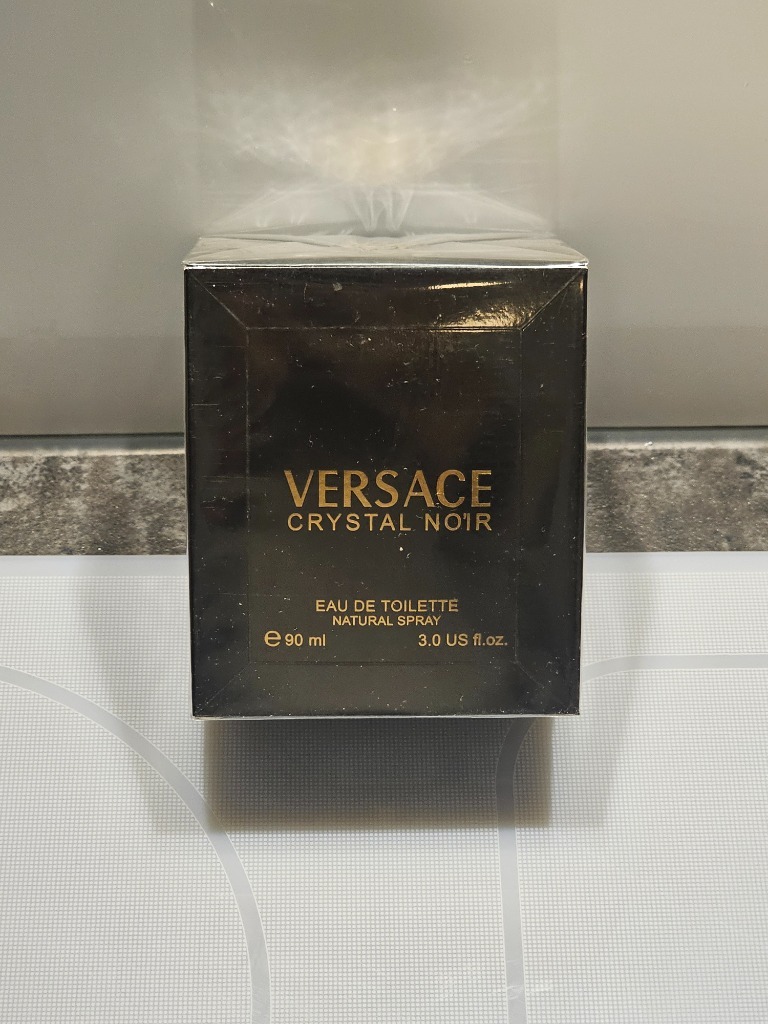 VERSACE
CRYSTAL NOIR
EAU DE TOILETTE
NATURAL SPRAY
℮ 90 ml 3.0 US fl.oz.